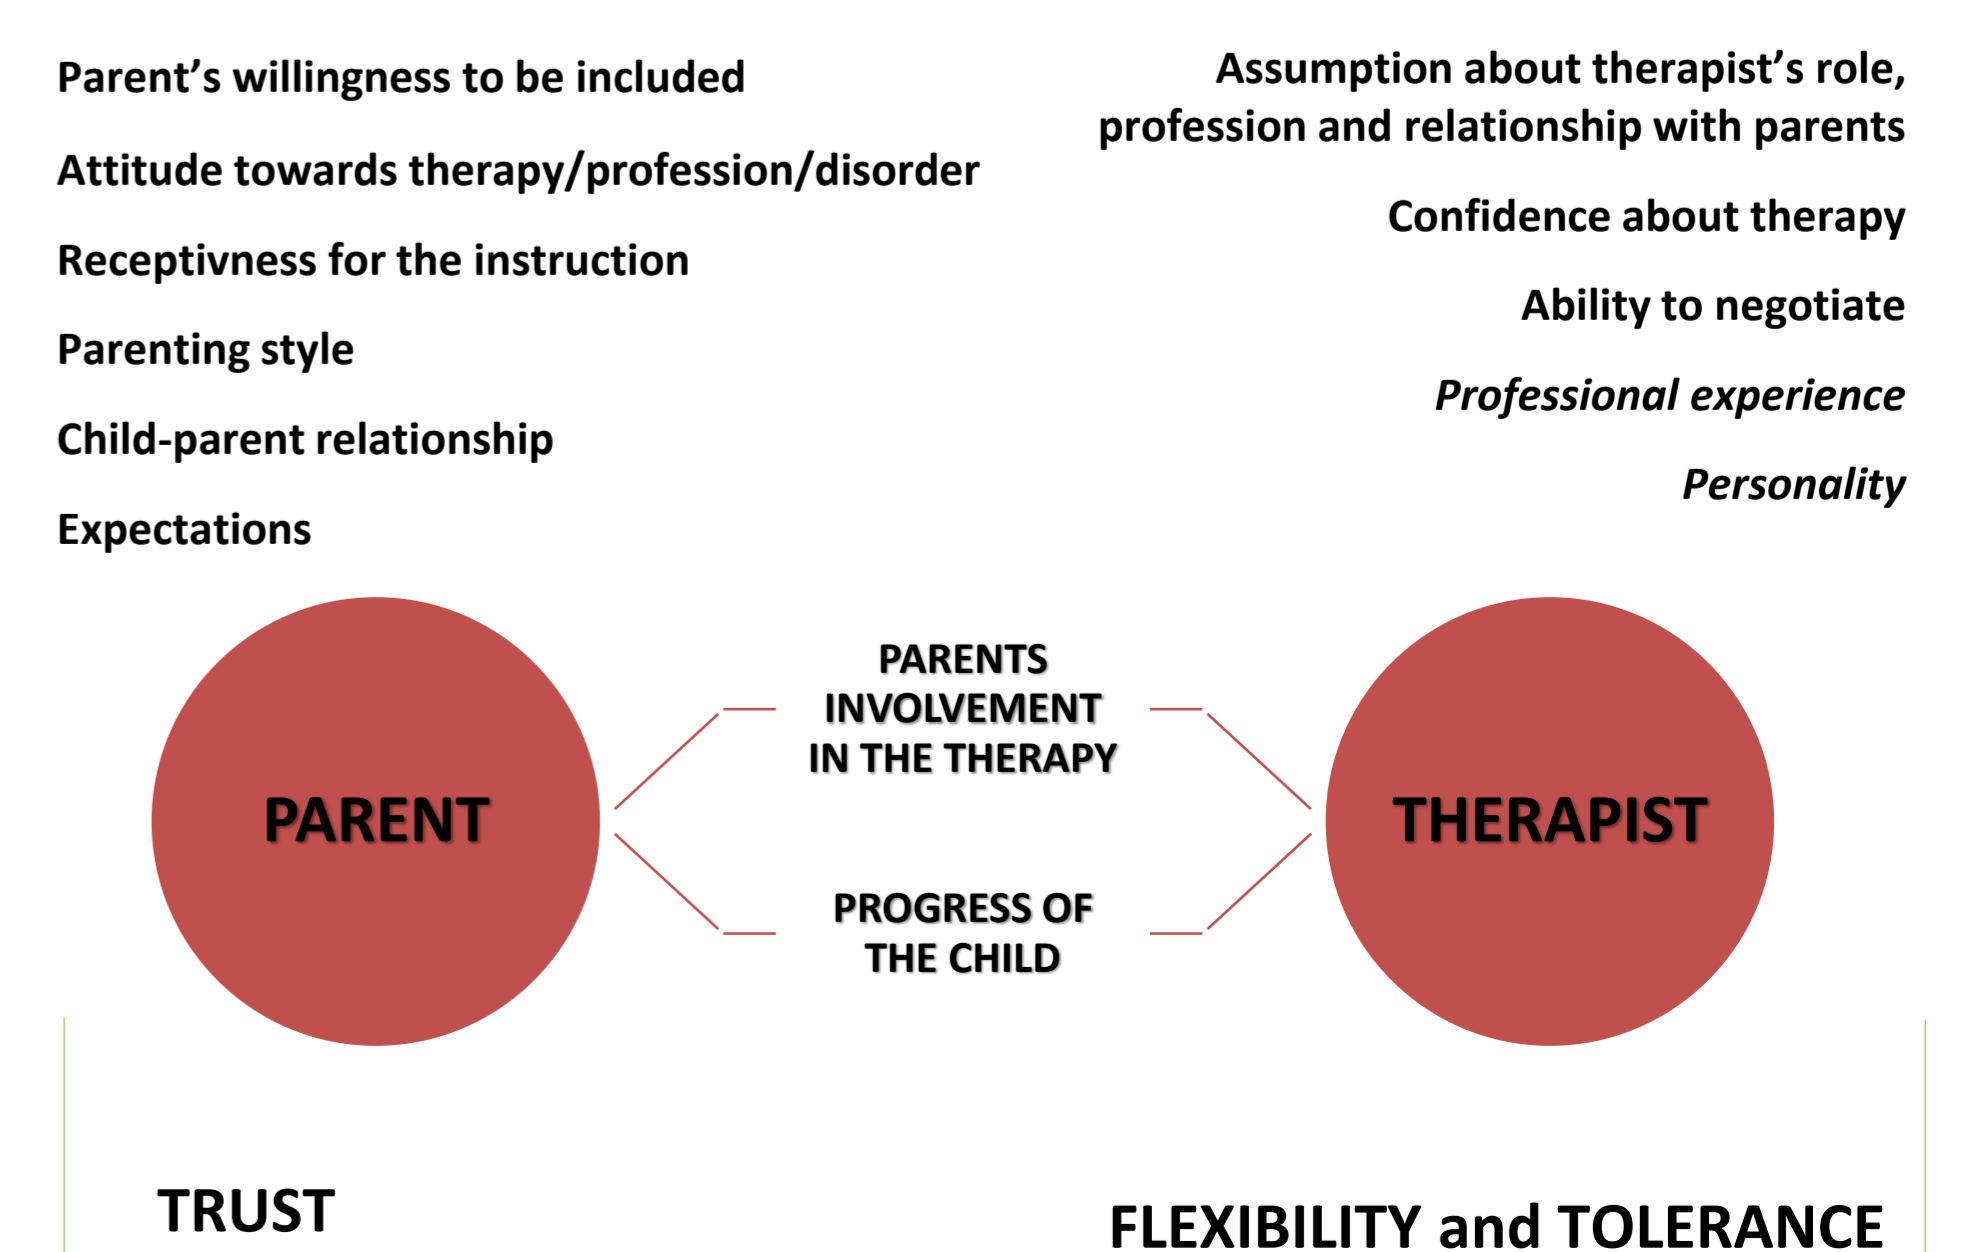 Parent’s willingness to be included
Attitude towards therapy/profession/disorder
Receptivness for the instruction
Parenting style
Child-parent relationship
Expectations
Assumption about therapist’s role,
profession and relationship with parents
Confidence about therapy
Ability to negotiate
Professional experience
Personality
PARENT
PARENTS
INVOLVEMENT
IN THE THERAPY
PROGRESS OF
THE CHILD
THERAPIST
TRUST
FLEXIBILITY and TOLERANCE